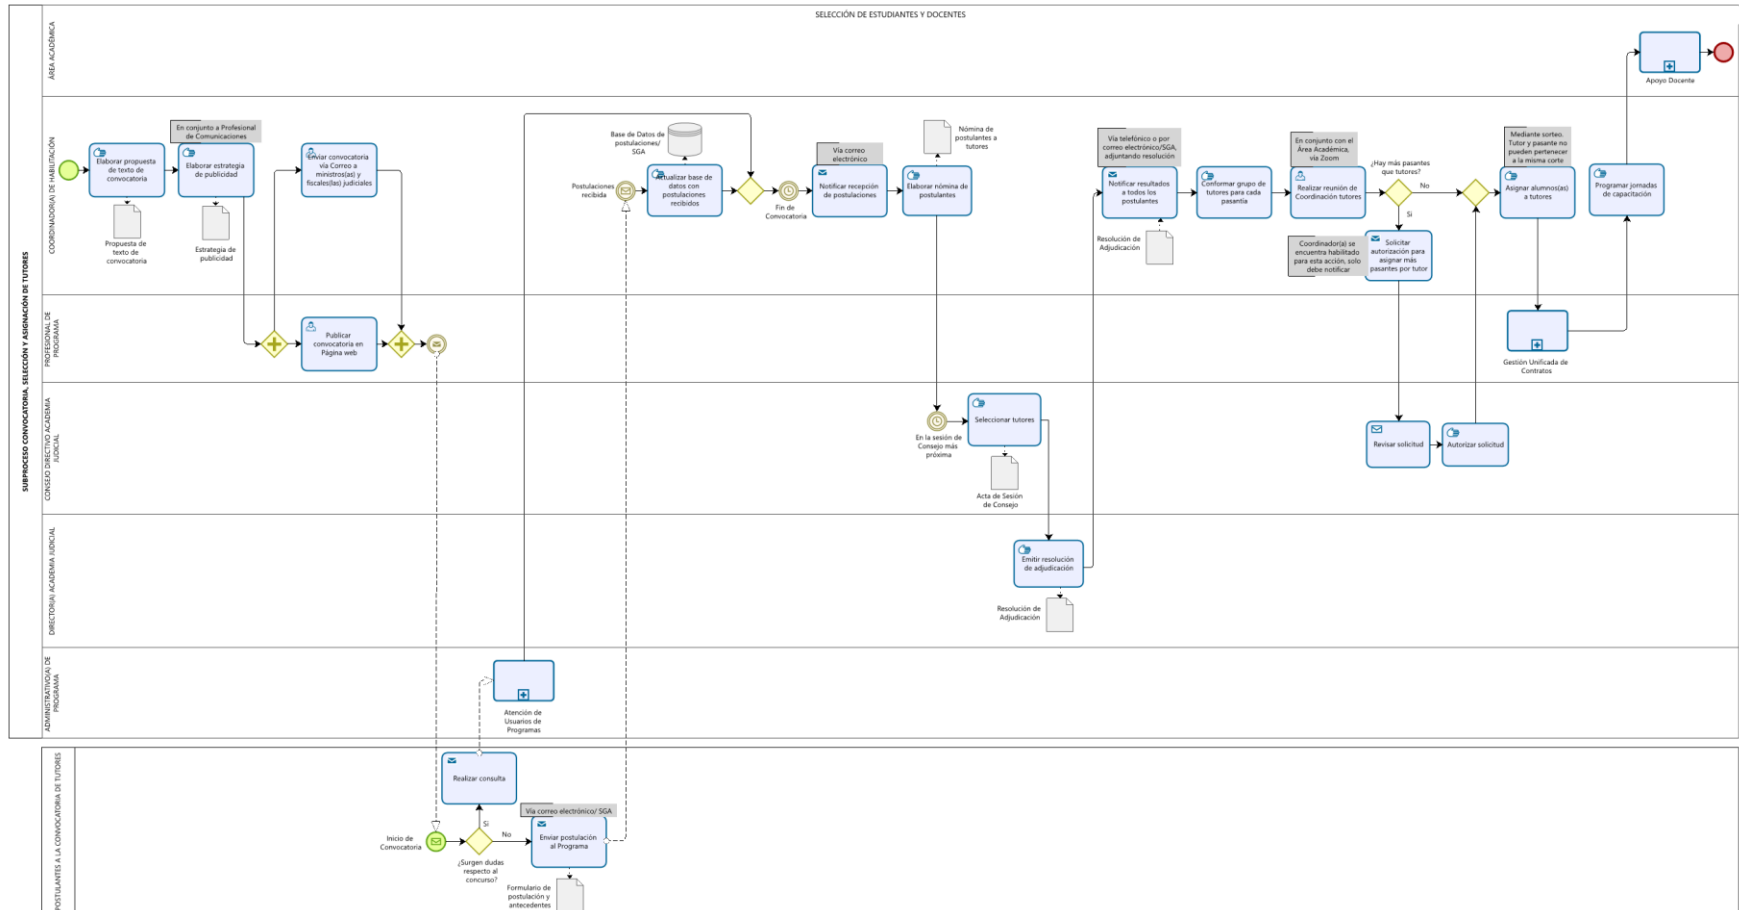 SELECCIÓN DE ESTUDIANTES Y DOCENTES
SUBPROCESO CONVOCATORIA, SELECCIÓN Y ASIGNACIÓN DE TUTORES
ÁREA ACADÉMICA
Apoyo Docente
COORDINADOR(A) DE HABILITACIÓN
Elaborar propuesta
de texto de
convocatoria
Propuesta de
texto de
convocatoria
En conjunto a Profesional
de Comunicaciones
Elaborar estrategia
de publicidad
Estrategia de
publicidad
Enviar convocatoria
vía Correo a
ministros(as) y
fiscales(las) judiciales
Postulaciones
recibida
Base de Datos de
postulaciones/
SGA
Actualizar base de
datos con
postulaciones
recibidos
Fin de
Convocatoria
Vía correo
electrónico
Notificar recepción
de postulaciones
Nómina de
postulantes a
tutores
Elaborar nómina de
postulantes
Vía telefónico o por
correo electrónico/SGA,
adjuntando resolución
Notificar resultados
a todos los
postulantes
Resolución de
Adjudicación
Conformar grupo de
tutores para cada
pasantía
En conjunto con el
Área Académica,
vía Zoom
Realizar reunión de
Coordinación tutores
¿Hay más pasantes
que tutores?
No
Si
Coordinador(a) se
encuentra habilitado
para esta acción, solo
debe notificar
Solicitar
autorización para
asignar más
pasantes por tutor
Mediante sorteo.
Tutor y pasante no
pueden pertenecer
a la misma corte
Asignar alumnos(as)
a tutores
Programar jornadas
de capacitación
PROFESIONAL DE
PROGRAMA
Publicar
convocatoria en
Página web
Gestión Unificada de
Contratos
CONSEJO DIRECTIVO ACADEMIA
JUDICIAL
En la sesión de
Consejo más
próxima
Seleccionar tutores
Acta de Sesión
de Consejo
Revisar solicitud
Autorizar solicitud
DIRECTOR(A) ACADEMIA JUDICIAL
Emitir resolución
de adjudicación
Resolución de
Adjudicación
ADMINISTRATIVO(A) DE
PROGRAMA
Atención de
Usuarios de
Programas
POSTULANTES A LA CONVOCATORIA DE TUTORES
Realizar consulta
Inicio de
Convocatoria
Si
No
¿Surgen dudas
respecto al
concurso?
Vía correo electrónico/ SGA
Enviar postulación
al Programa
Formulario de
postulación y
antecedentes